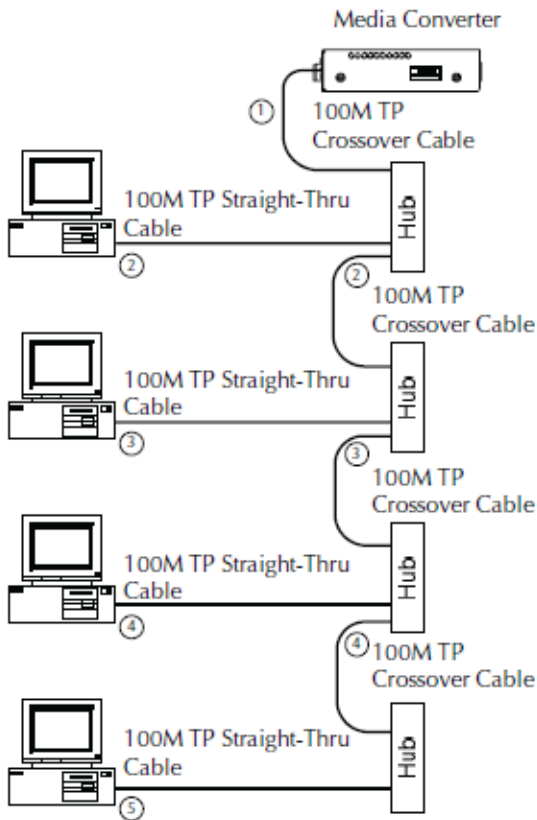 Media Converter
1
100M TP
Crossover Cable
Hub
100M TP Straight-Thru
Cable
2
2
100M TP
Crossover Cable
Hub
100M TP Straight-Thru
Cable
3
3
100M TP
Crossover Cable
Hub
100M TP Straight-Thru
Cable
4
4
100M TP
Crossover Cable
Hub
100M TP Straight-Thru
Cable
5